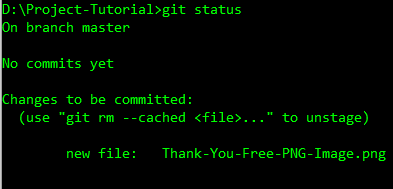 D:\Project-Tutorial>git status
On branch master
No commits yet
Changes to be committed:
(use "git rm --cached <file>..." to unstage)
new file:   Thank-You-Free-PNG-Image.png